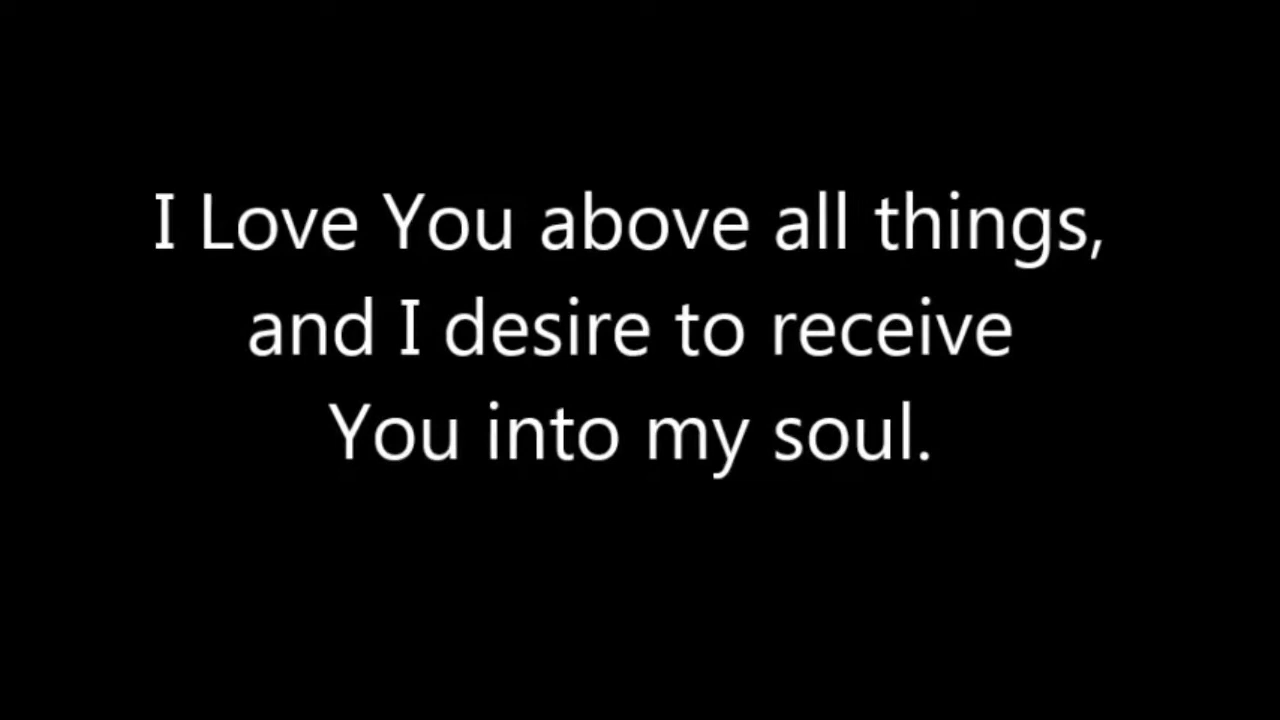 I Love You above all things,
and I desire to receive
You into my soul.